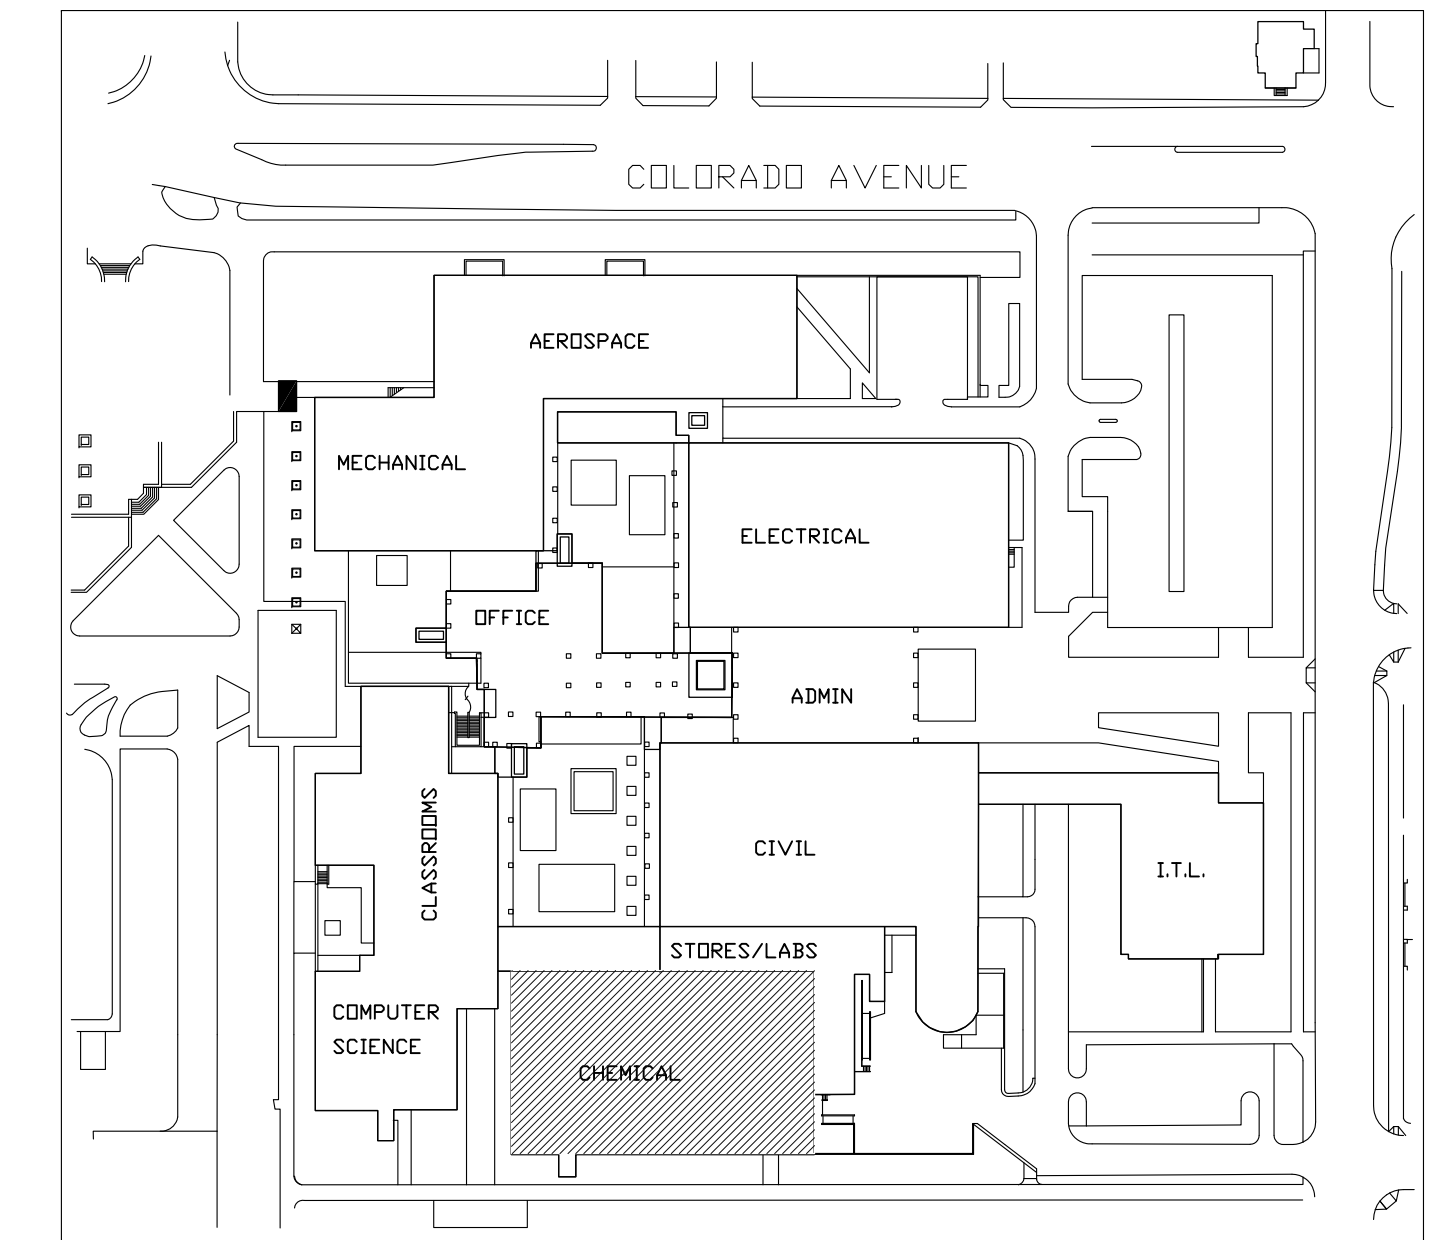 COLORADO AVENUE
AEROSPACE
MECHANICAL
ELECTRICAL
OFFICE
ADMIN
CLASSROOMS
CIVIL
I.T.L.
STORES/LABS
COMPUTER
SCIENCE
CHEMICAL